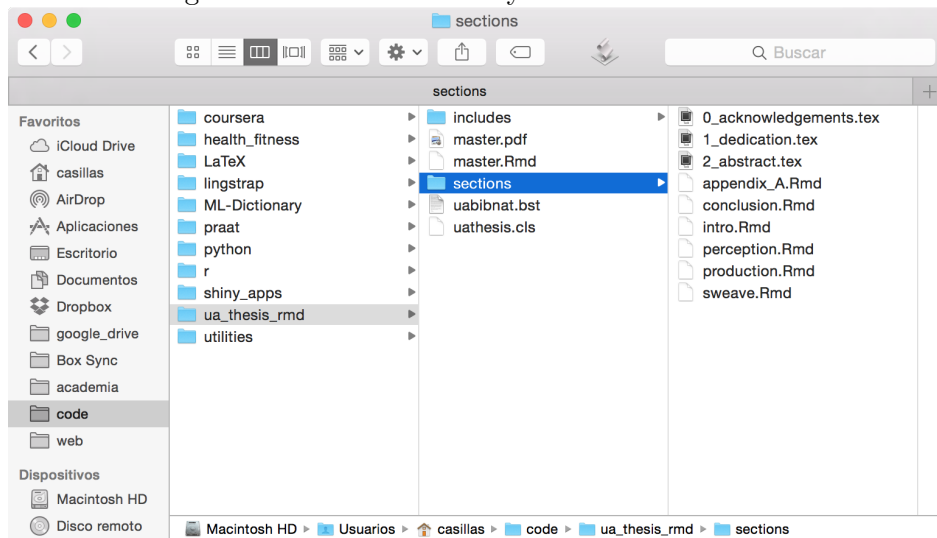 sections
Buscar
sections
Favoritos
iCloud Drive
casillas
AirDrop
Aplicaciones
Escritorio
Documentos
Dropbox
google_drive
Box Sync
academia
code
web
Dispositivos
Macintosh HD
Disco remoto
coursera
health_fitness
LaTeX
lingstrap
ML-Dictionary
praat
python
r
shiny_apps
ua_thesis_rmd
utilities
includes
master.pdf
master.Rmd
sections
uabibnat.bst
uathesis.cls
0_acknowledgements.tex
1_dedication.tex
2_abstract.tex
appendix_A.Rmd
conclusion.Rmd
intro.Rmd
perception.Rmd
production.Rmd
sweave.Rmd
Macintosh HD Usuarios casillas code ua_thesis_rmd sections